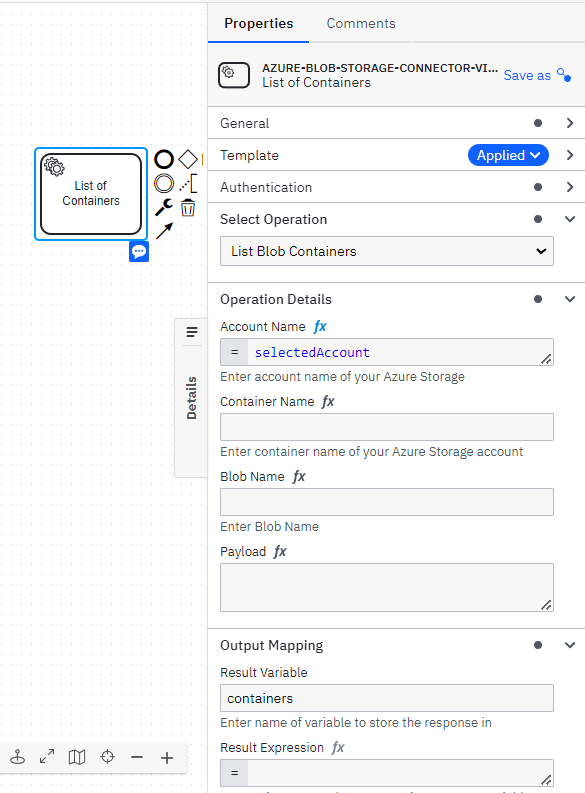 Properties
Comments
AZURE-BLOB-STORAGE-CONNECTOR-VI...
List of Containers
Save as
General
Template
Applied
Authentication
Select Operation
List Blob Containers
Operation Details
Account Name fx
= selectedAccount
Enter account name of your Azure Storage
Container Name fx
Enter container name of your Azure Storage account
Blob Name fx
Enter Blob Name
Payload fx
Output Mapping
Result Variable
containers
Enter name of variable to store the response in
Result Expression fx
=
List of
Containers
Details